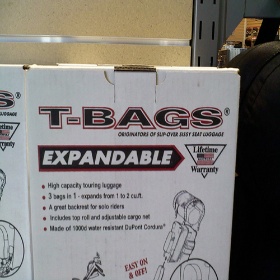 T-BAGS®
ORIGINATORS OF SLIP-OVER SISSY SEAT LUGGAGE
EXPANDABLE
Lifetime
Warranty
• High capacity touring luggage
• 3 bags in 1 - expands from 1 to 2 cu.ft.
• A great backrest for solo riders
• Includes top roll and adjustable cargo net
• Made of 1000d water resistant DuPont Cordura®
EASY ON
& OFF!
S®
Lifetime
Warranty